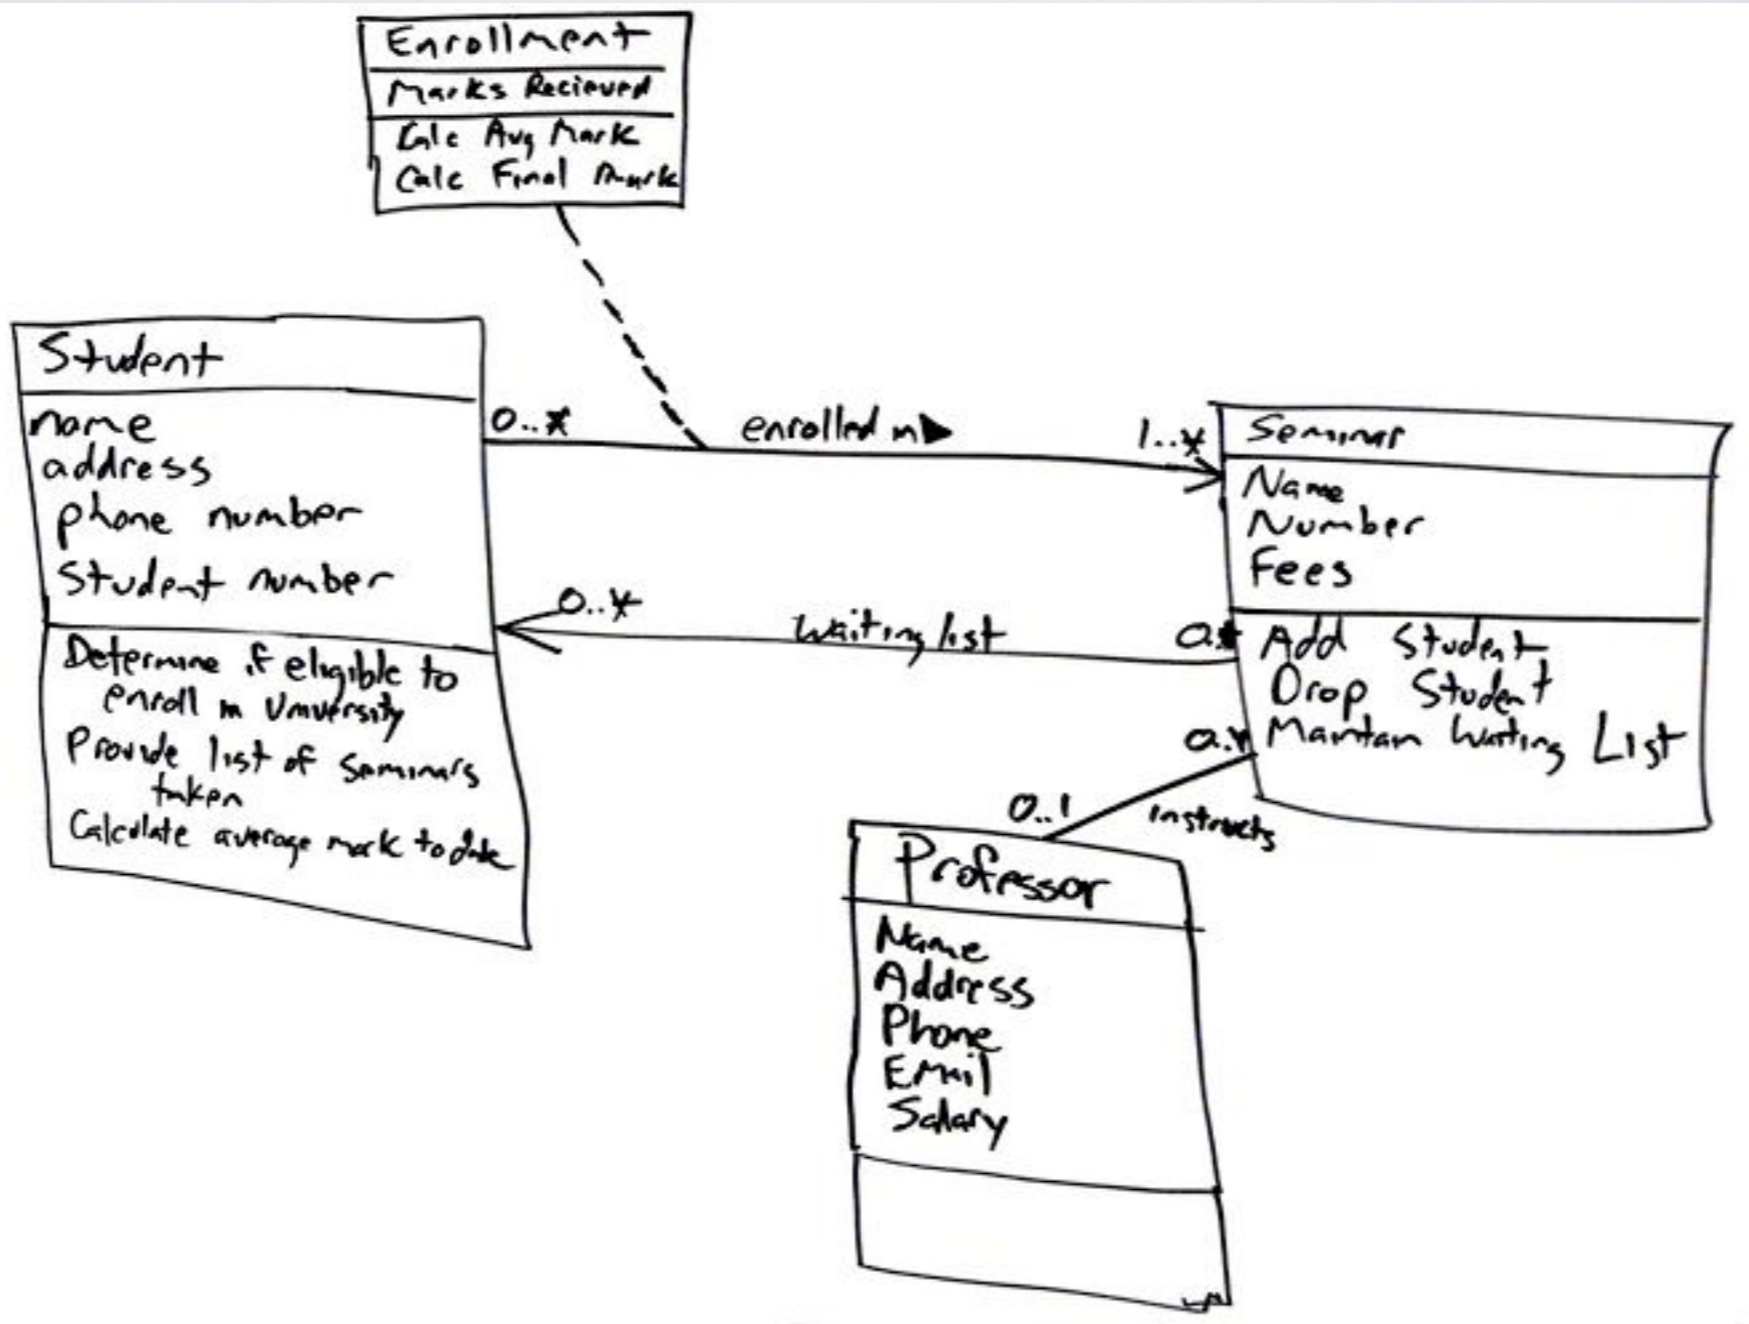 Enrollment
Marks Recieved
Calc Avg Mark
Calc Final Mark
Student
name
address
phone number
Student number
Determine if eligible to
enroll in University
Provide list of seminars
taken
Calculate average mark to date
0..*
enrolled in
1..*
Seminar
Name
Number
Fees
Add Student
Drop Student
Maintain Waiting List
0..*
Waiting list
0..*
0..1
instructs
Professor
Name
Address
Phone
Email
Salary